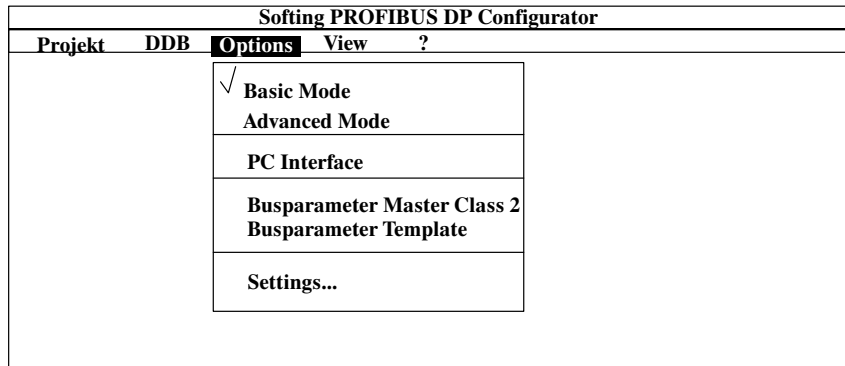 Softing PROFIBUS DP Configurator
Projekt DDB Options View ?
Basic Mode
Advanced Mode
PC Interface
Busparameter Master Class 2
Busparameter Template
Settings...